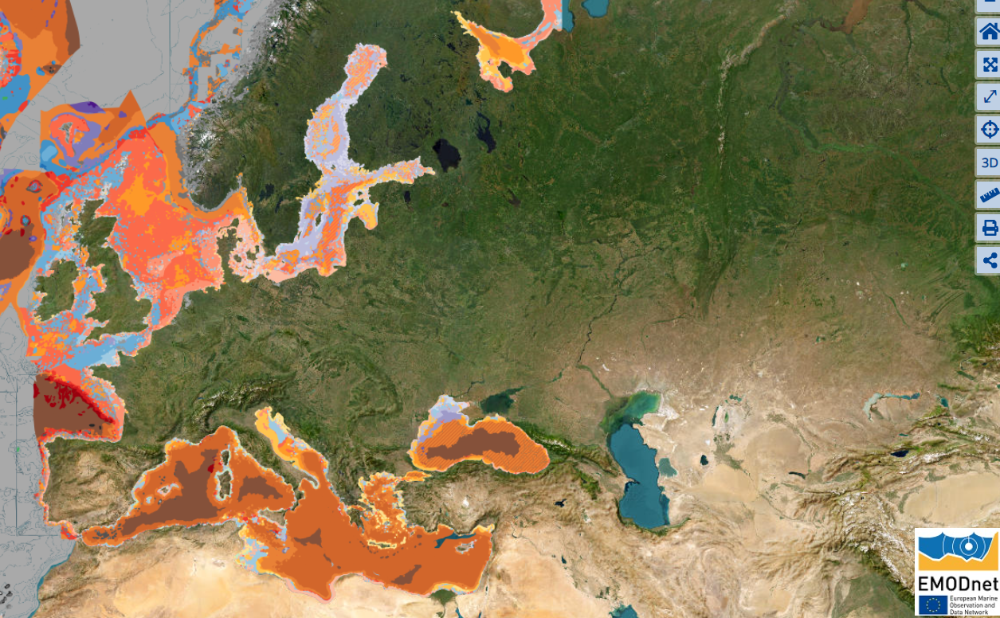 3D
EMODnet
European Marine
Observation and
Data Network